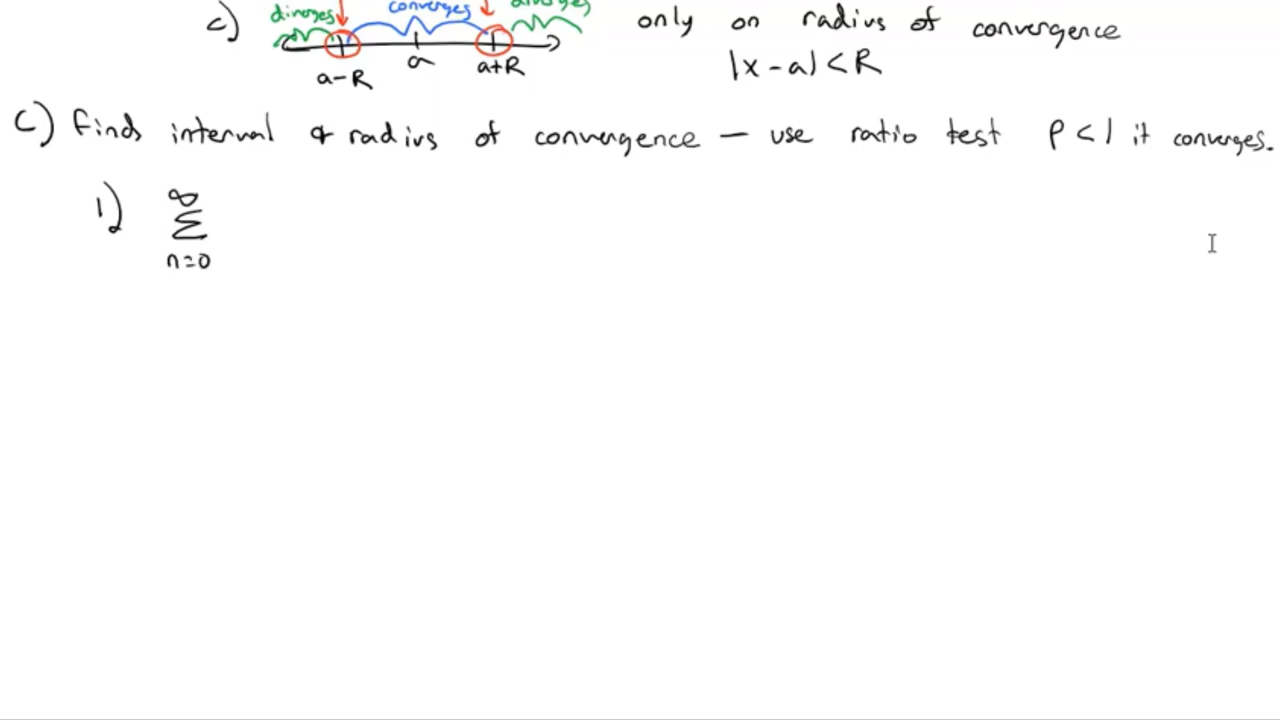 diverges converges diverges
c) only on radius of convergence
a-R a a+R |x-a|<R
C) Finds interval & radius of convergence — use ratio test ρ<1 it converges.
1) ∞
Σ
n=0